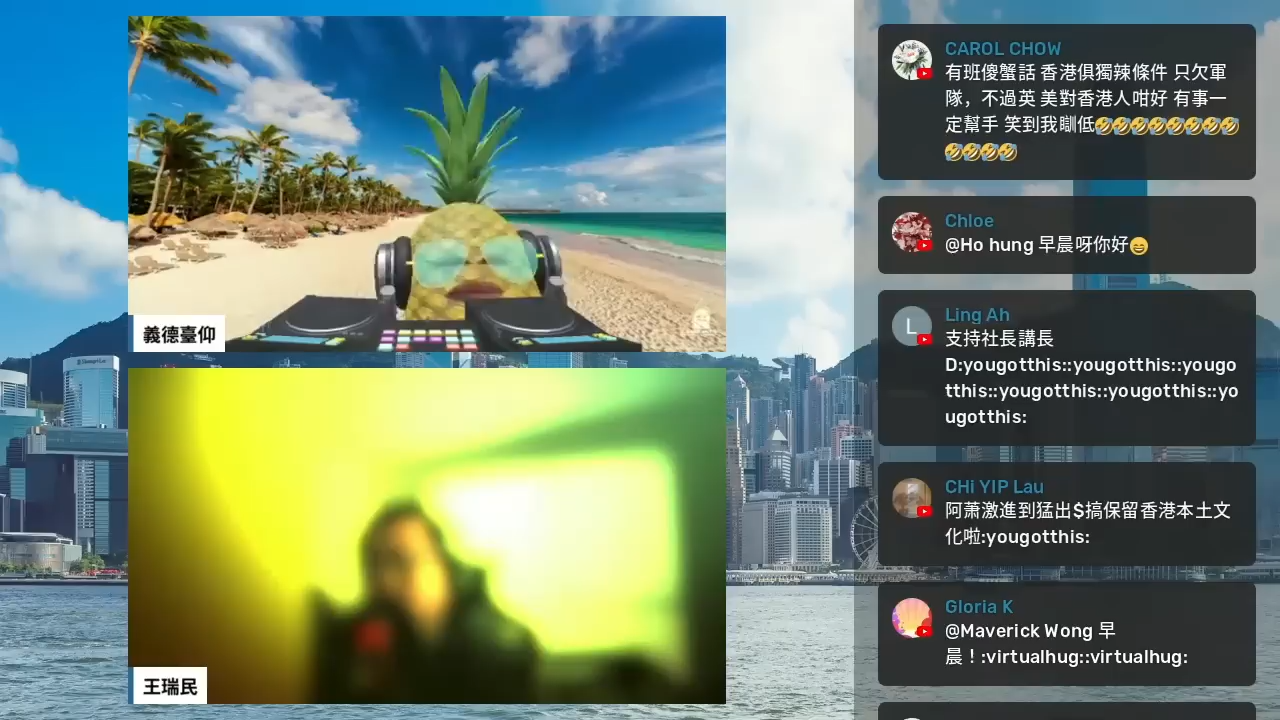 義德臺仰
王瑞民
CAROL CHOW
有班傻蟹話 香港俱獨辣條件 只欠軍
隊，不過英 美對香港人咁好 有事一
定幫手 笑到我瞓低🤣🤣🤣🤣🤣🤣🤣🤣
🤣🤣🤣🤣
Chloe
@Ho hung 早晨呀你好😄
Ling Ah
支持社長講長
D:yougotthis::yougotthis::yougo
tthis::yougotthis::yougotthis::yo
ugotthis:
L
CHi YIP Lau
阿蕭激進到猛出$搞保留香港本土文
化啦:yougotthis:
Gloria K
@Maverick Wong 早
晨！:virtualhug::virtualhug: